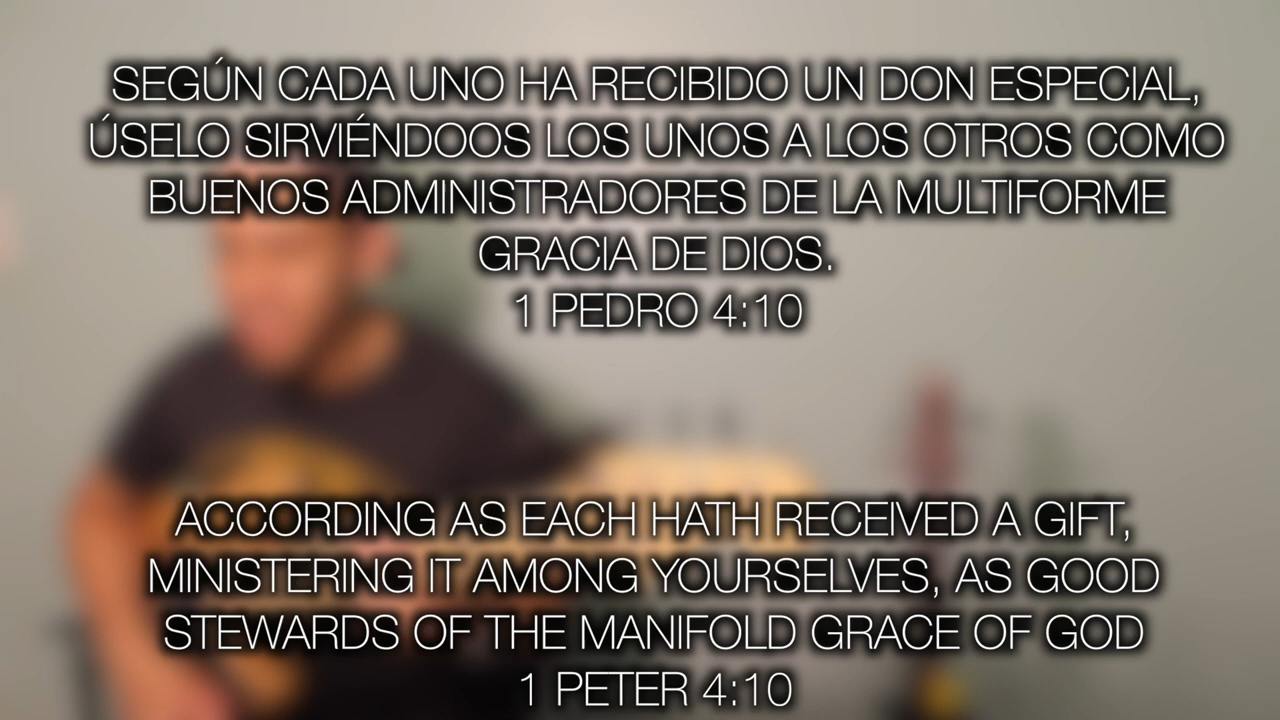 SEGÚN CADA UNO HA RECIBIDO UN DON ESPECIAL,
ÚSELO SIRVIÉNDOOS LOS UNOS A LOS OTROS COMO
BUENOS ADMINISTRADORES DE LA MULTIFORME
GRACIA DE DIOS.
1 PEDRO 4:10
ACCORDING AS EACH HATH RECEIVED A GIFT,
MINISTERING IT AMONG YOURSELVES, AS GOOD
STEWARDS OF THE MANIFOLD GRACE OF GOD
1 PETER 4:10